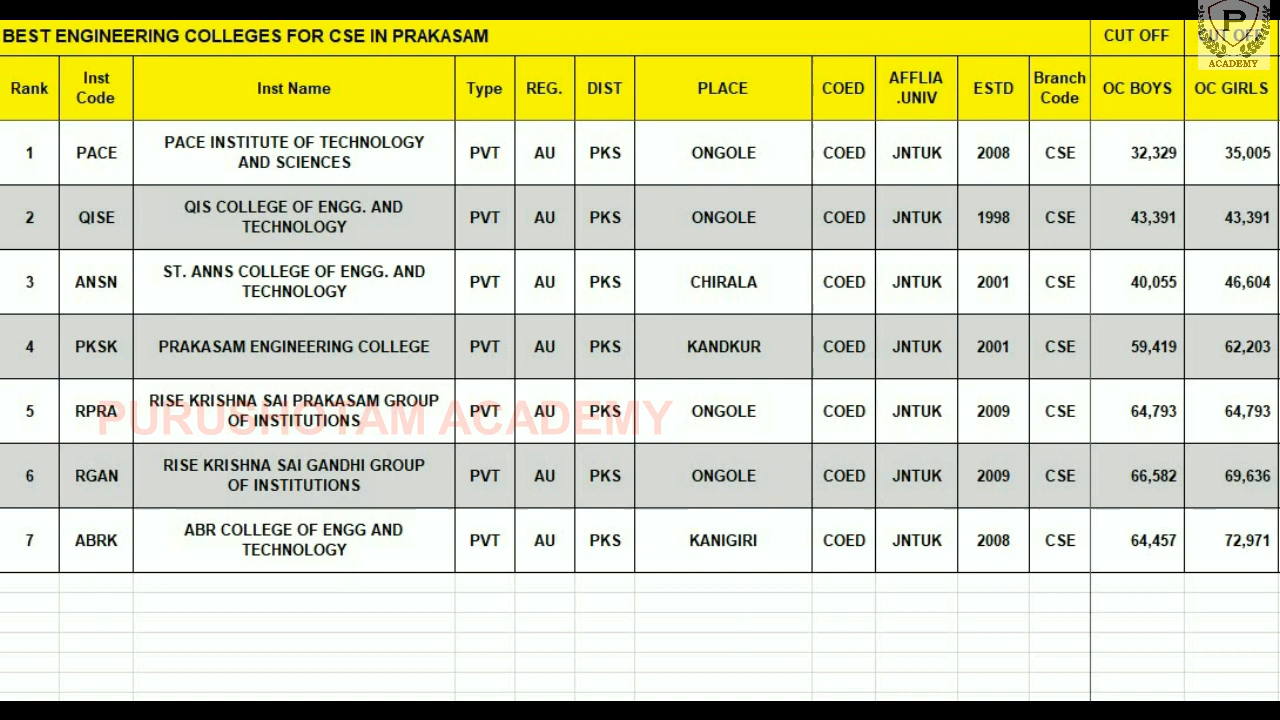 BEST ENGINEERING COLLEGES FOR CSE IN PRAKASAM CUT OFF CUT OFF
P
ACADEMY
Rank Inst Code Inst Name Type REG. DIST PLACE COED AFFLIA .UNIV ESTD Branch Code OC BOYS OC GIRLS
1 PACE PACE INSTITUTE OF TECHNOLOGY AND SCIENCES PVT AU PKS ONGOLE COED JNTUK 2008 CSE 32,329 35,005
2 QISE QIS COLLEGE OF ENGG. AND TECHNOLOGY PVT AU PKS ONGOLE COED JNTUK 1998 CSE 43,391 43,391
3 ANSN ST. ANNS COLLEGE OF ENGG. AND TECHNOLOGY PVT AU PKS CHIRALA COED JNTUK 2001 CSE 40,055 46,604
4 PKSK PRAKASAM ENGINEERING COLLEGE PVT AU PKS KANDKUR COED JNTUK 2001 CSE 59,419 62,203
5 RPRA RISE KRISHNA SAI PRAKASAM GROUP OF INSTITUTIONS PVT AU PKS ONGOLE COED JNTUK 2009 CSE 64,793 64,793
PURUSHOTAM ACADEMY
6 RGAN RISE KRISHNA SAI GANDHI GROUP OF INSTITUTIONS PVT AU PKS ONGOLE COED JNTUK 2009 CSE 66,582 69,636
7 ABRK ABR COLLEGE OF ENGG AND TECHNOLOGY PVT AU PKS KANIGIRI COED JNTUK 2008 CSE 64,457 72,971